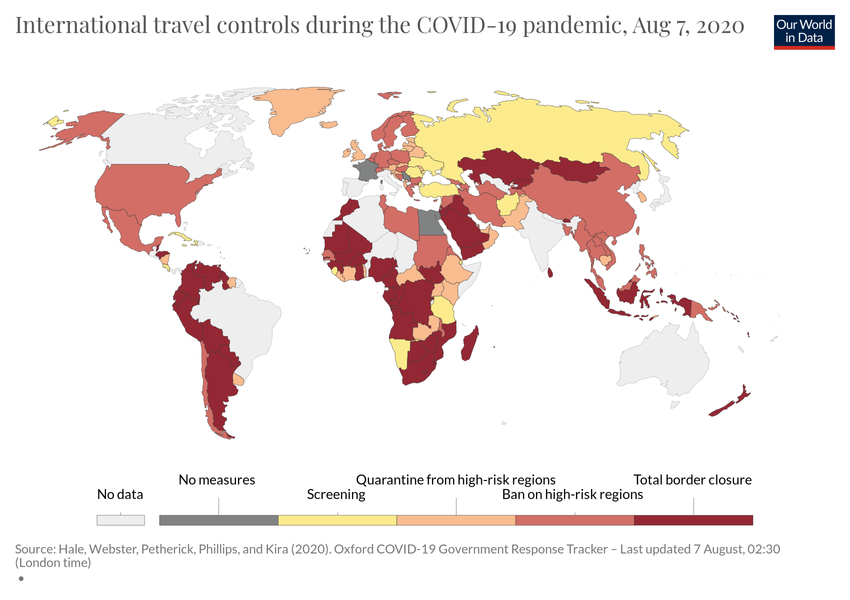 International travel controls during the COVID-19 pandemic, Aug 7, 2020
Our World
in Data
No data
No measures
Screening
Quarantine from high-risk regions
Ban on high-risk regions
Total border closure
Source: Hale, Webster, Petherick, Phillips, and Kira (2020). Oxford COVID-19 Government Response Tracker – Last updated 7 August, 02:30
(London time)
•